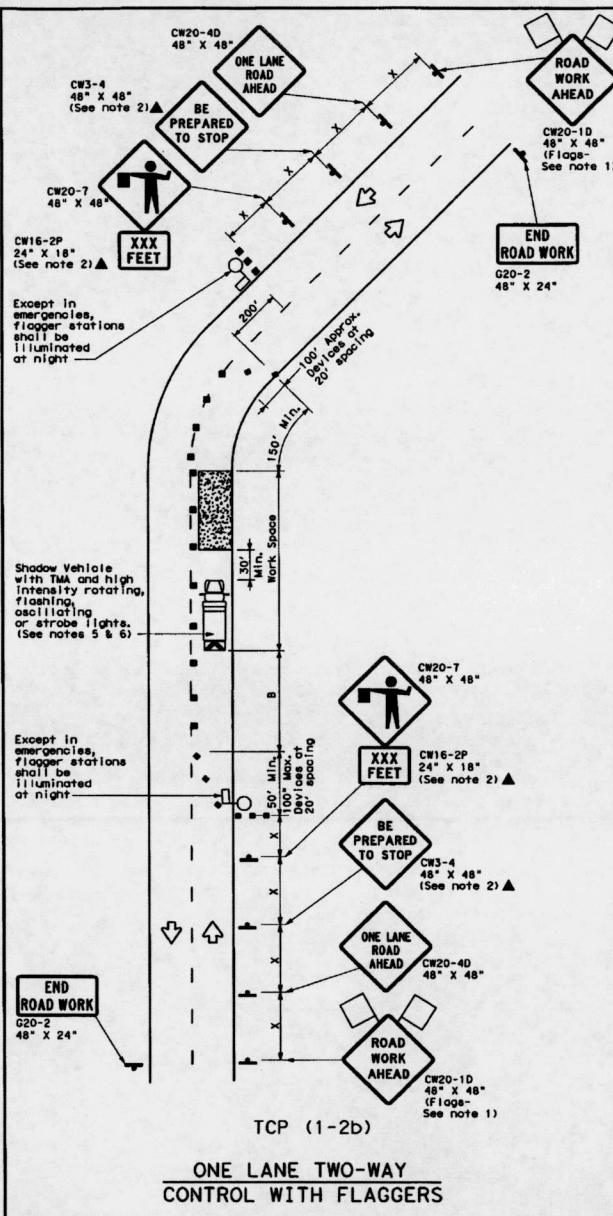 CW20-4D
48" X 48"
ONE LANE
ROAD
AHEAD
CW3-4
48" X 48"
(See note 2)▲
BE
PREPARED
TO STOP
CW20-7
48" X 48"
CW16-2P
24" X 18"
(See note 2)▲
XXX
FEET
X
X
X
X
ROAD
WORK
AHEAD
CW20-1D
48" X 48"
(Flags-
See note 1)
END
ROAD WORK
G20-2
48" X 24"
Except in
emergencies,
flagger stations
shall be
illuminated
at night
200'
100' Approx.
Devices at
20' spacing
150' Min.
Work Space
30'
Min.
Shadow Vehicle
with TMA and high
intensity rotating,
flashing,
oscillating
or strobe lights.
(See notes 5 & 6)
B
Except in
emergencies,
flagger stations
shall be
illuminated
at night
50' Min.
100" Max.
Devices at
20' spacing
X
X
X
X
CW20-7
48" X 48"
XXX
FEET
CW16-2P
24" X 18"
(See note 2)▲
BE
PREPARED
TO STOP
CW3-4
48" X 48"
(See note 2)▲
ONE LANE
ROAD
AHEAD
CW20-4D
48" X 48"
END
ROAD WORK
G20-2
48" X 24"
ROAD
WORK
AHEAD
CW20-1D
48" X 48"
(Flags-
See note 1)
TCP (1-2b)
ONE LANE TWO-WAY
CONTROL WITH FLAGGERS